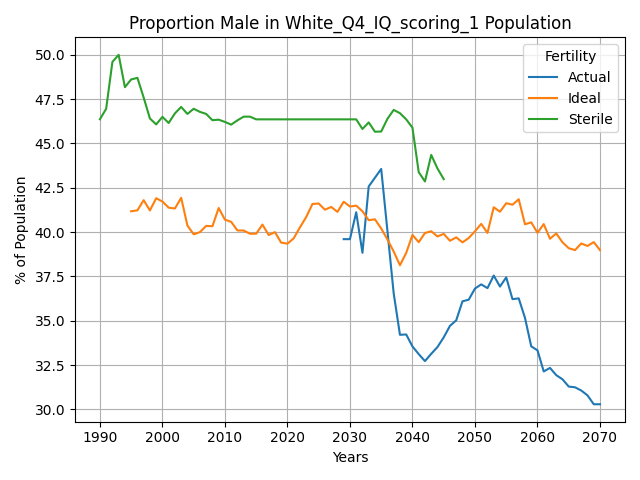 Proportion Male in White_Q4_IQ_scoring_1 Population
% of Population
50.0
47.5
45.0
42.5
40.0
37.5
35.0
32.5
30.0
Fertility
Actual
Ideal
Sterile
1990 2000 2010 2020 2030 2040 2050 2060 2070
Years